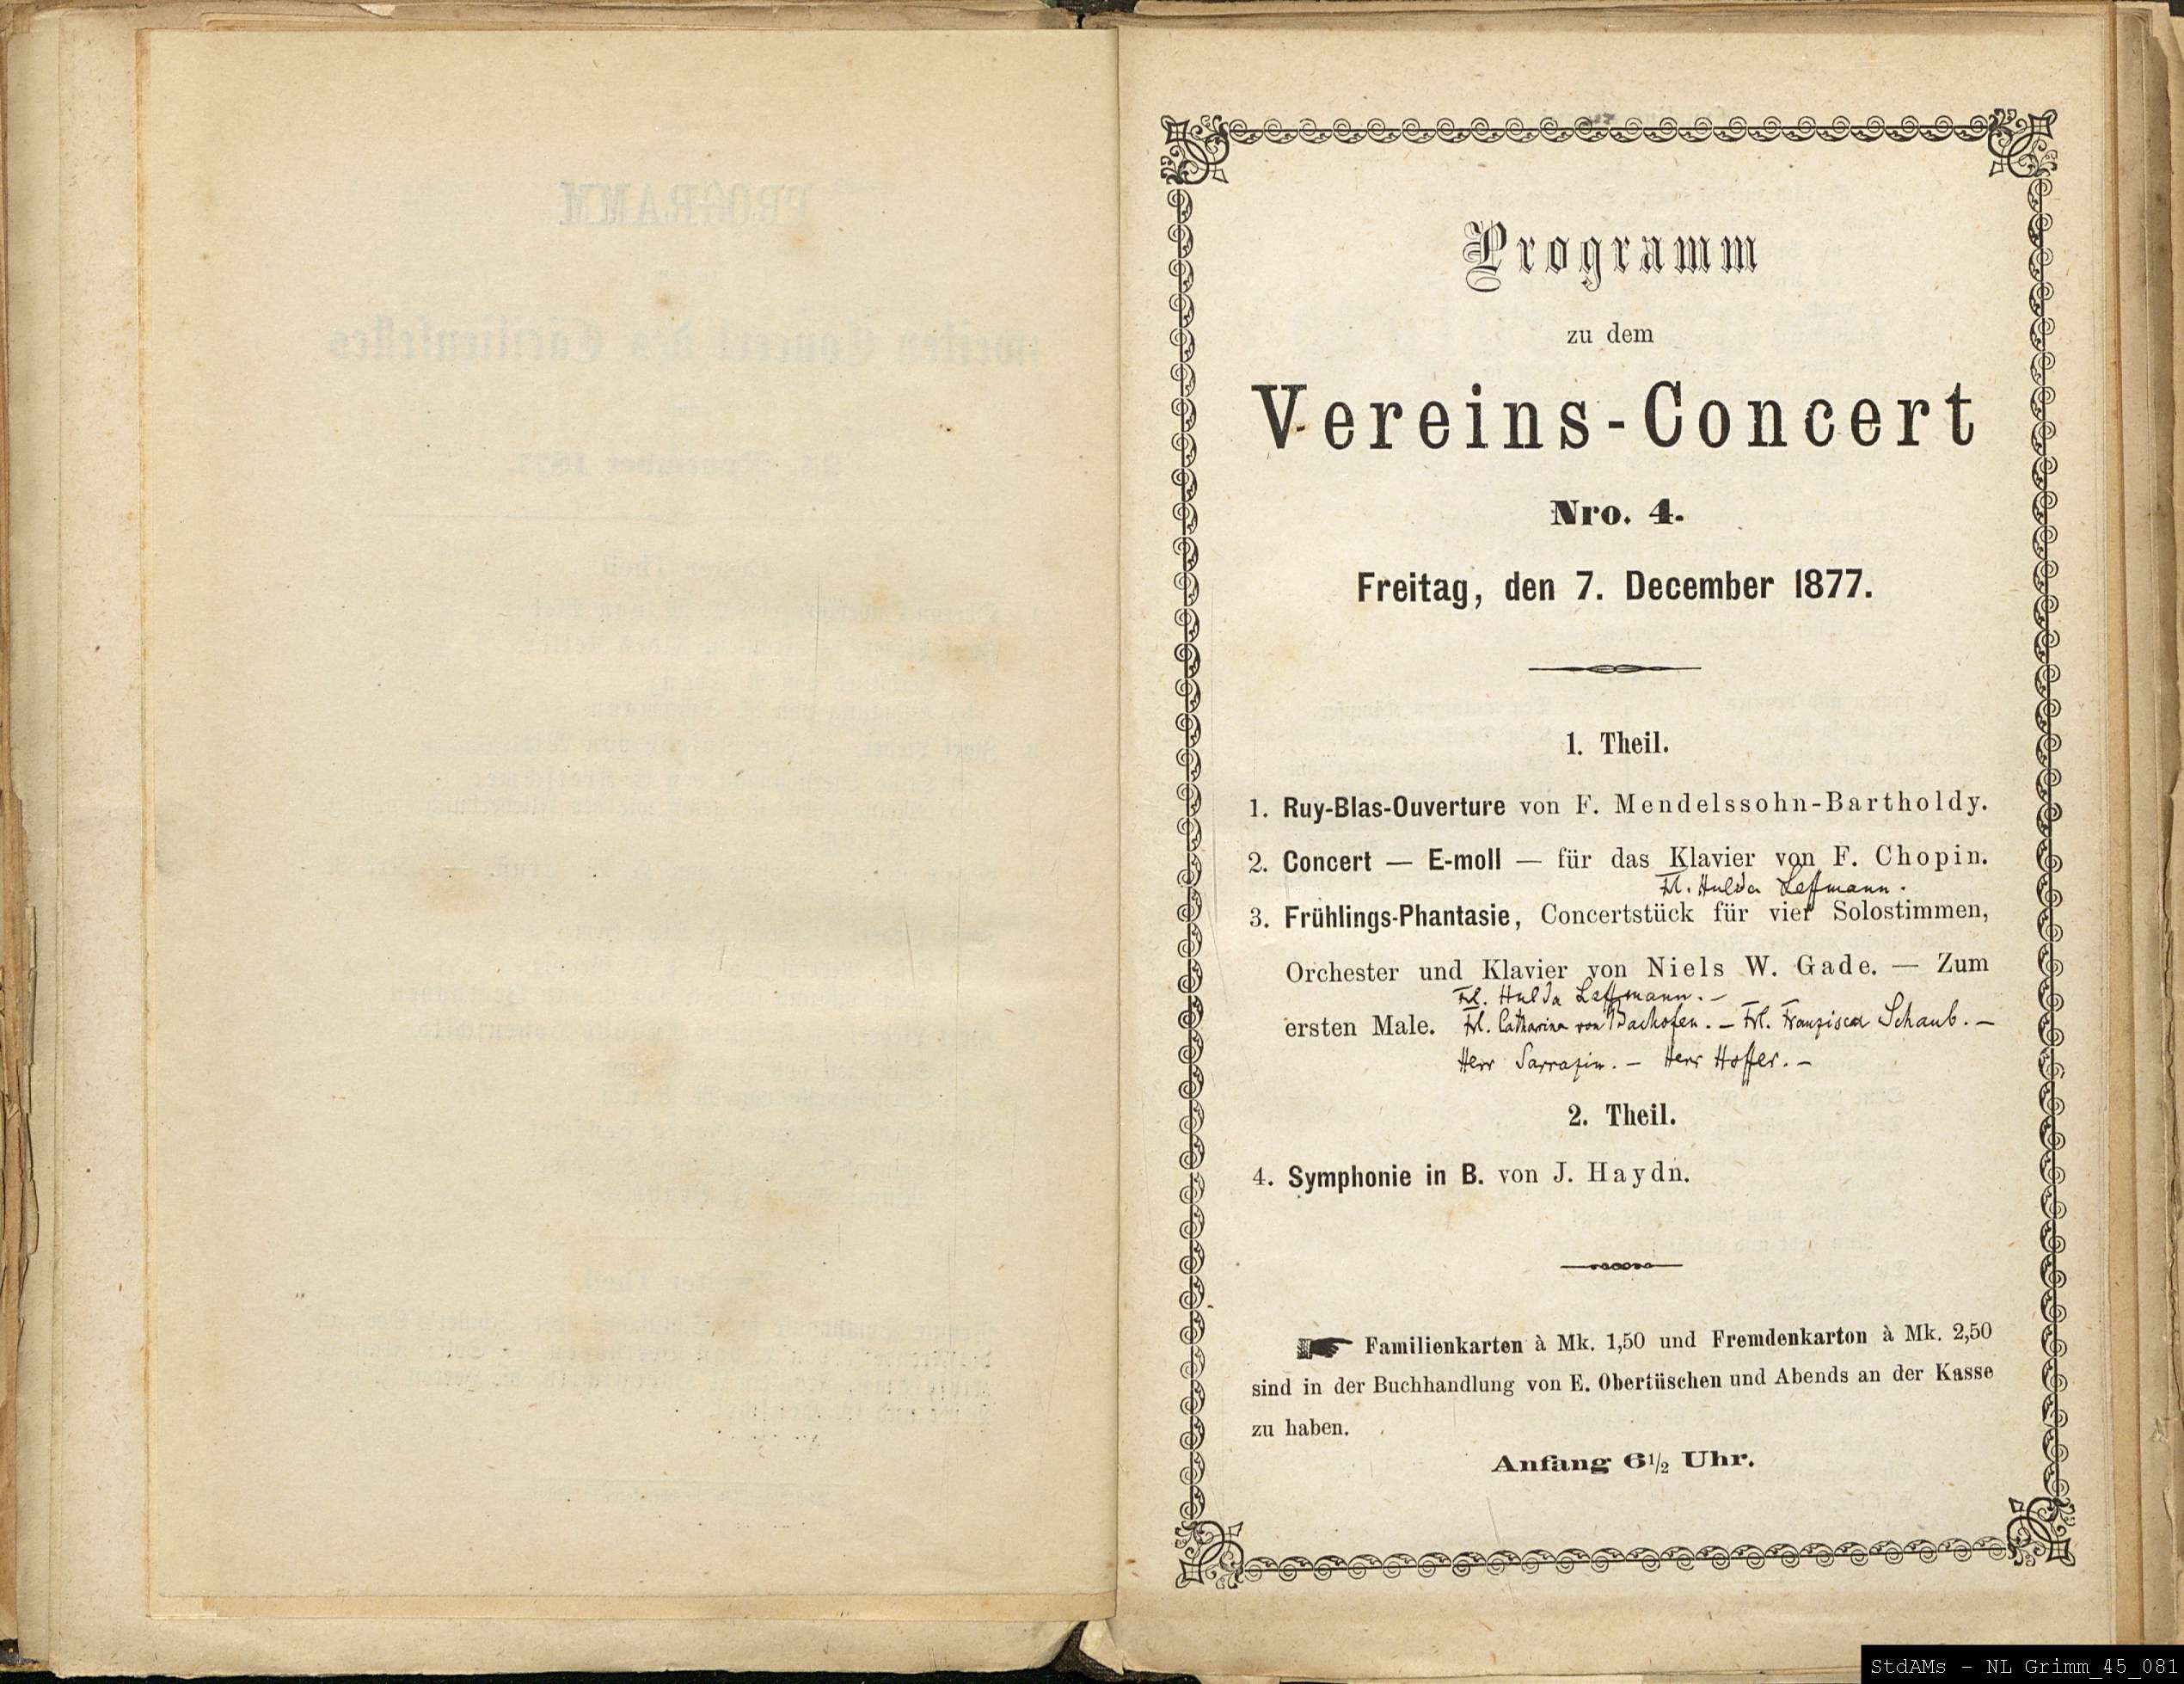 Programm
zu dem
Vereins-Concert
Nro. 4.
Freitag, den 7. December 1877.
1. Theil.
1. Ruy-Blas-Ouverture von F. Mendelssohn-Bartholdy.
2. Concert — E-moll — für das Klavier von F. Chopin.
Frl. Hulda Leffmann.
3. Frühlings-Phantasie, Concertstück für vier Solostimmen,
Orchester und Klavier von Niels W. Gade. — Zum
Frl. Hulda Leffmann. –
ersten Male. Frl. Catharina von Bachofen. – Frl. Franzisca Schaub. –
Herr Sarrazin. – Herr Hoffer. –
2. Theil.
4. Symphonie in B. von J. Haydn.
Familienkarten à Mk. 1,50 und Fremdenkarton à Mk. 2,50
sind in der Buchhandlung von E. Obertüschen und Abends an der Kasse
zu haben.
Anfang 6½ Uhr.
StdAMs - NL Grimm_45_081